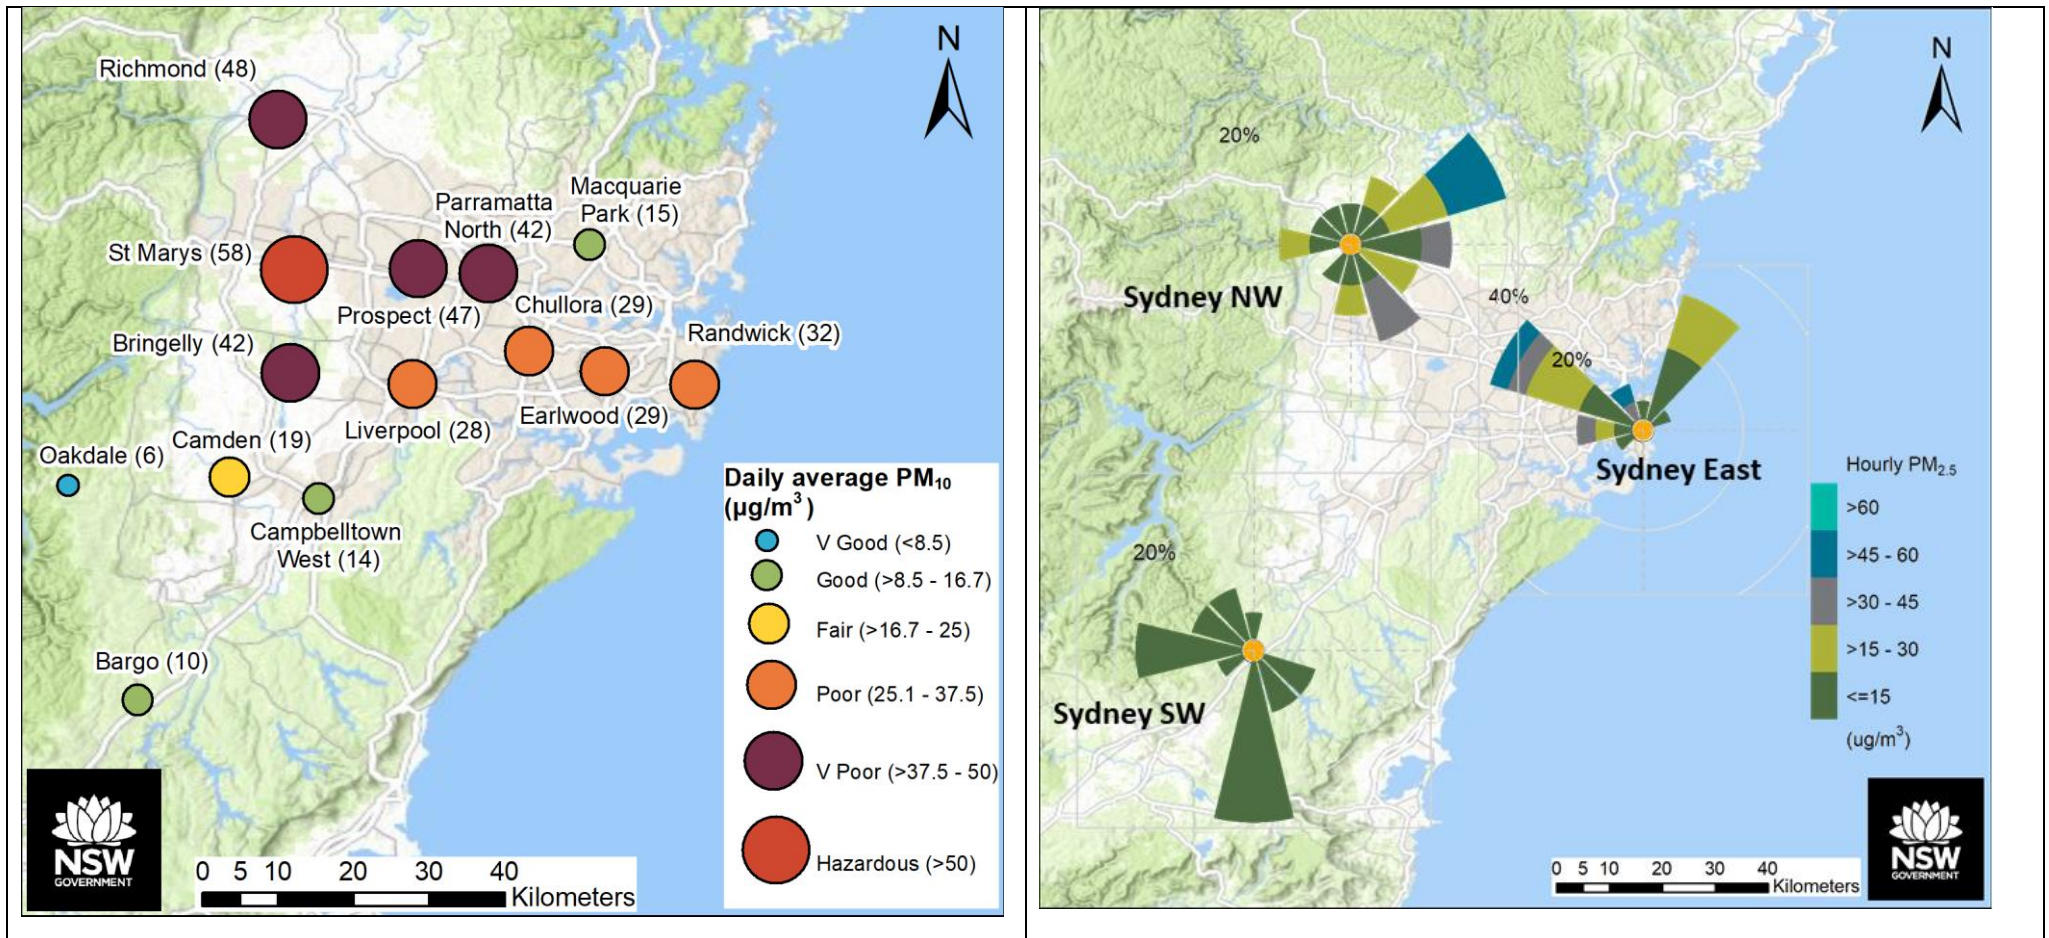 Richmond (48)
N
Macquarie
Park (15)
Parramatta
North (42)
St Marys (58)
Prospect (47)
Chullora (29)
Randwick (32)
Bringelly (42)
Liverpool (28)
Earlwood (29)
Oakdale (6)
Camden (19)
Campbelltown
West (14)
Bargo (10)
Daily average PM₁₀
(µg/m³)
V Good (<8.5)
Good (>8.5 - 16.7)
Fair (>16.7 - 25)
Poor (25.1 - 37.5)
V Poor (>37.5 - 50)
Hazardous (>50)
NSW
GOVERNMENT
0 5 10 20 30 40
Kilometers
N
20%
Sydney NW
40%
20%
Sydney East
20%
Sydney SW
Hourly PM₂.₅
>60
>45 - 60
>30 - 45
>15 - 30
<=15
(ug/m³)
0 5 10 20 30 40
Kilometers
NSW
GOVERNMENT